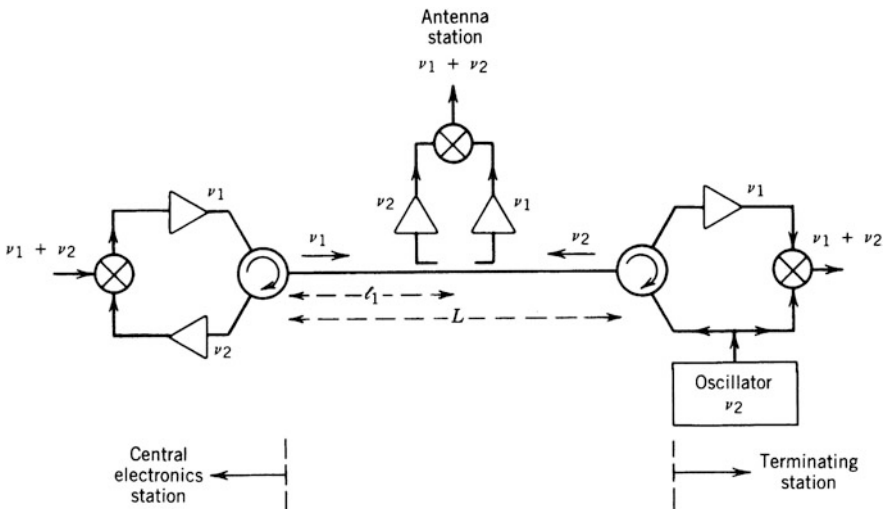 Antenna
station
ν1 + ν2
ν2
ν1
ν1
ν1
ν2
ν1
ν1 + ν2
ν1 + ν2
ℓ1
L
ν2
Oscillator
ν2
Central
electronics
station
Terminating
station